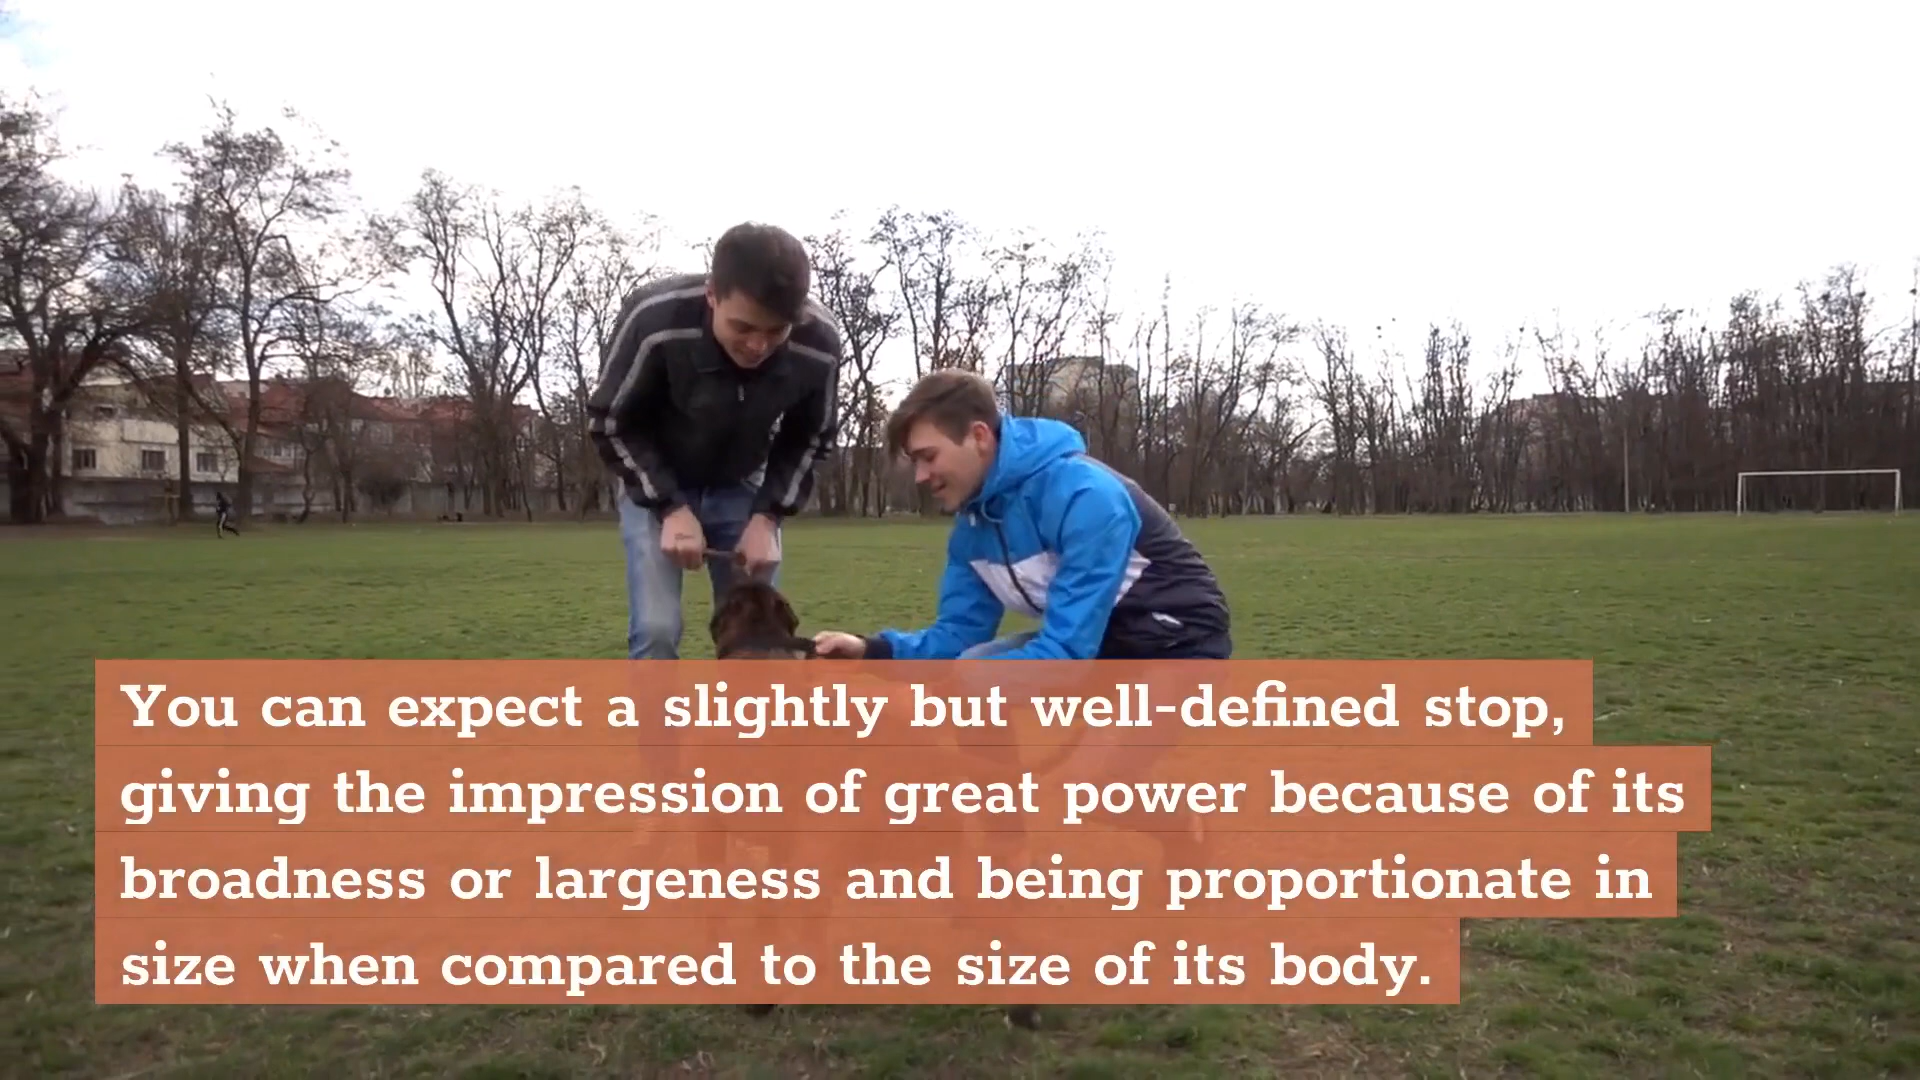 You can expect a slightly but well-defined stop,
giving the impression of great power because of its
broadness or largeness and being proportionate in
size when compared to the size of its body.